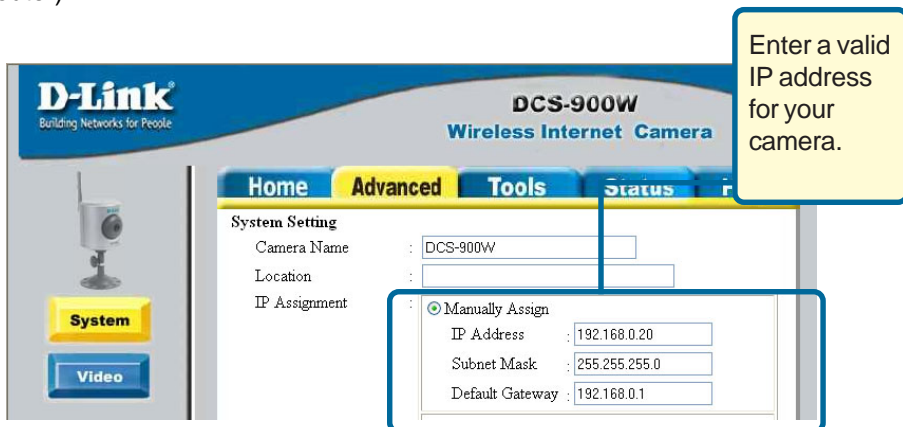 Enter a valid
IP address
for your
camera.
D-Link
Building Networks for People
DCS-900W
Wireless Internet Camera
Home Advanced Tools Status
System Setting
Camera Name : DCS-900W
Location :
IP Assignment :
Manually Assign
IP Address : 192.168.0.20
Subnet Mask : 255.255.255.0
Default Gateway : 192.168.0.1
System
Video